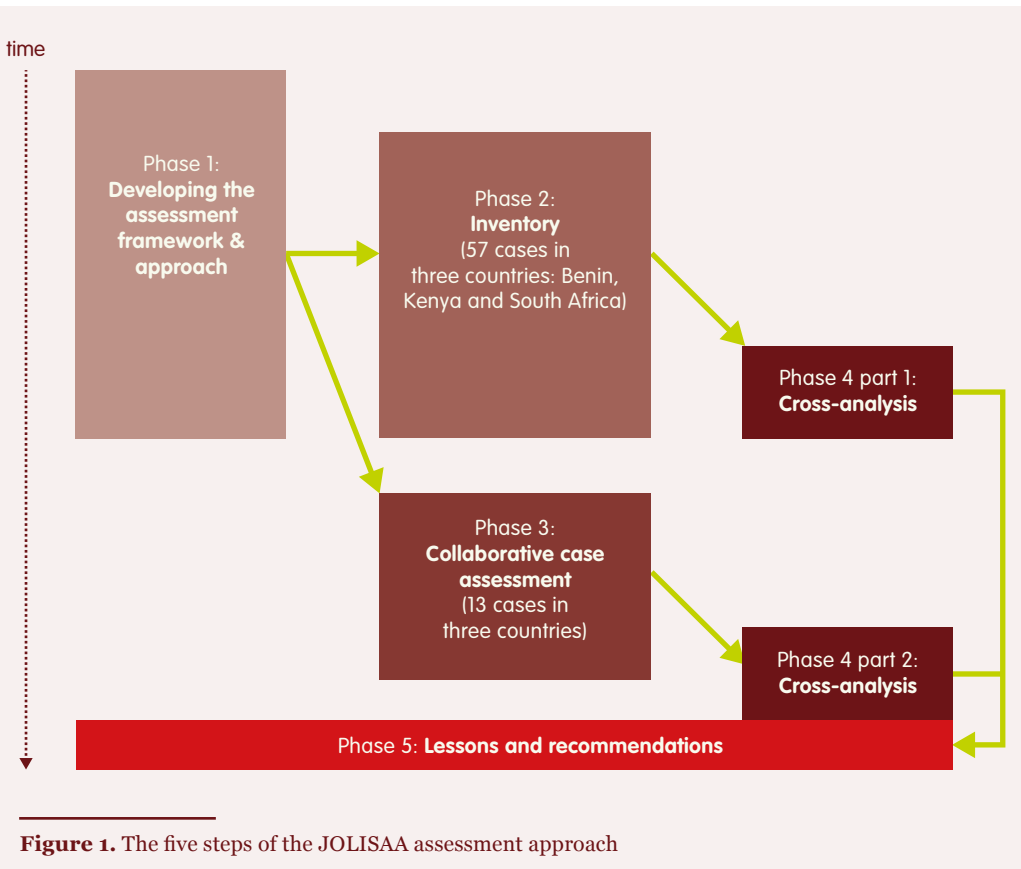 time
Phase 1:
Developing the
assessment
framework &
approach
Phase 2:
Inventory
(57 cases in
three countries: Benin,
Kenya and South Africa)
Phase 4 part 1:
Cross-analysis
Phase 3:
Collaborative case
assessment
(13 cases in
three countries)
Phase 4 part 2:
Cross-analysis
Phase 5: Lessons and recommendations
Figure 1. The five steps of the JOLISAA assessment approach